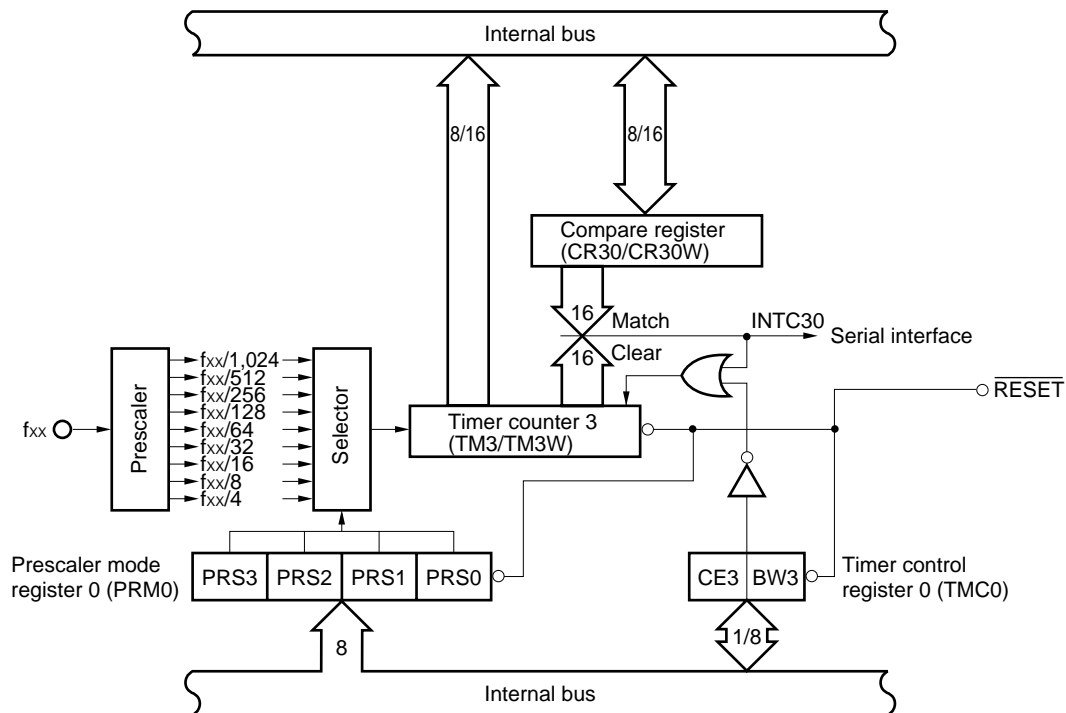 Internal bus
8/16
8/16
Compare register
(CR30/CR30W)
16
Match
INTC30
Serial interface
16
Clear
RESET
fXX
Prescaler
fXX/1,024
fXX/512
fXX/256
fXX/128
fXX/64
fXX/32
fXX/16
fXX/8
fXX/4
Selector
Timer counter 3
(TM3/TM3W)
Prescaler mode
register 0 (PRM0)
PRS3
PRS2
PRS1
PRS0
CE3
BW3
Timer control
register 0 (TMC0)
8
1/8
Internal bus